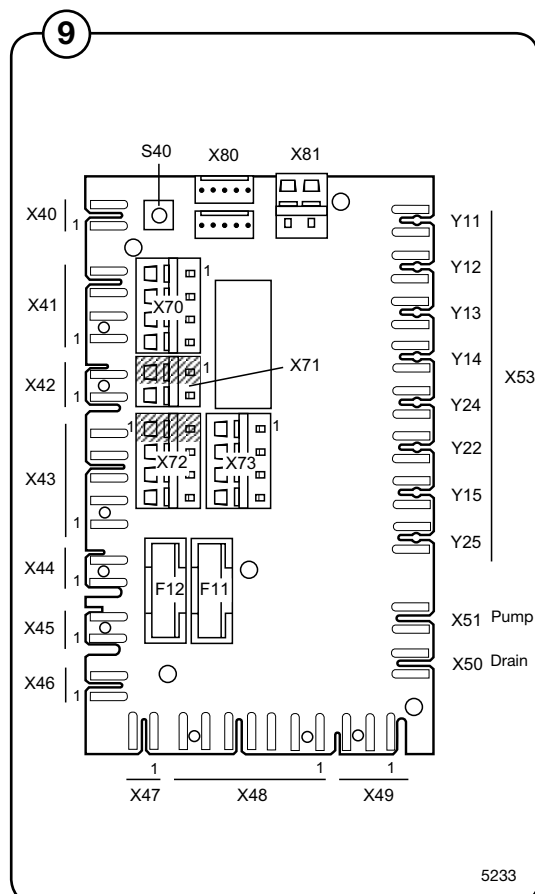 9
S40
X80
X81
X40
1
X41
1
X42
1
X43
1
X44
1
X45
1
X46
1
X70
1
X71
1
1
X72
X73
1
F12
F11
Y11
Y12
Y13
Y14
Y24
Y22
Y15
Y25
X53
X51 Pump
X50 Drain
1
X47
1
X48
1
X49
5233